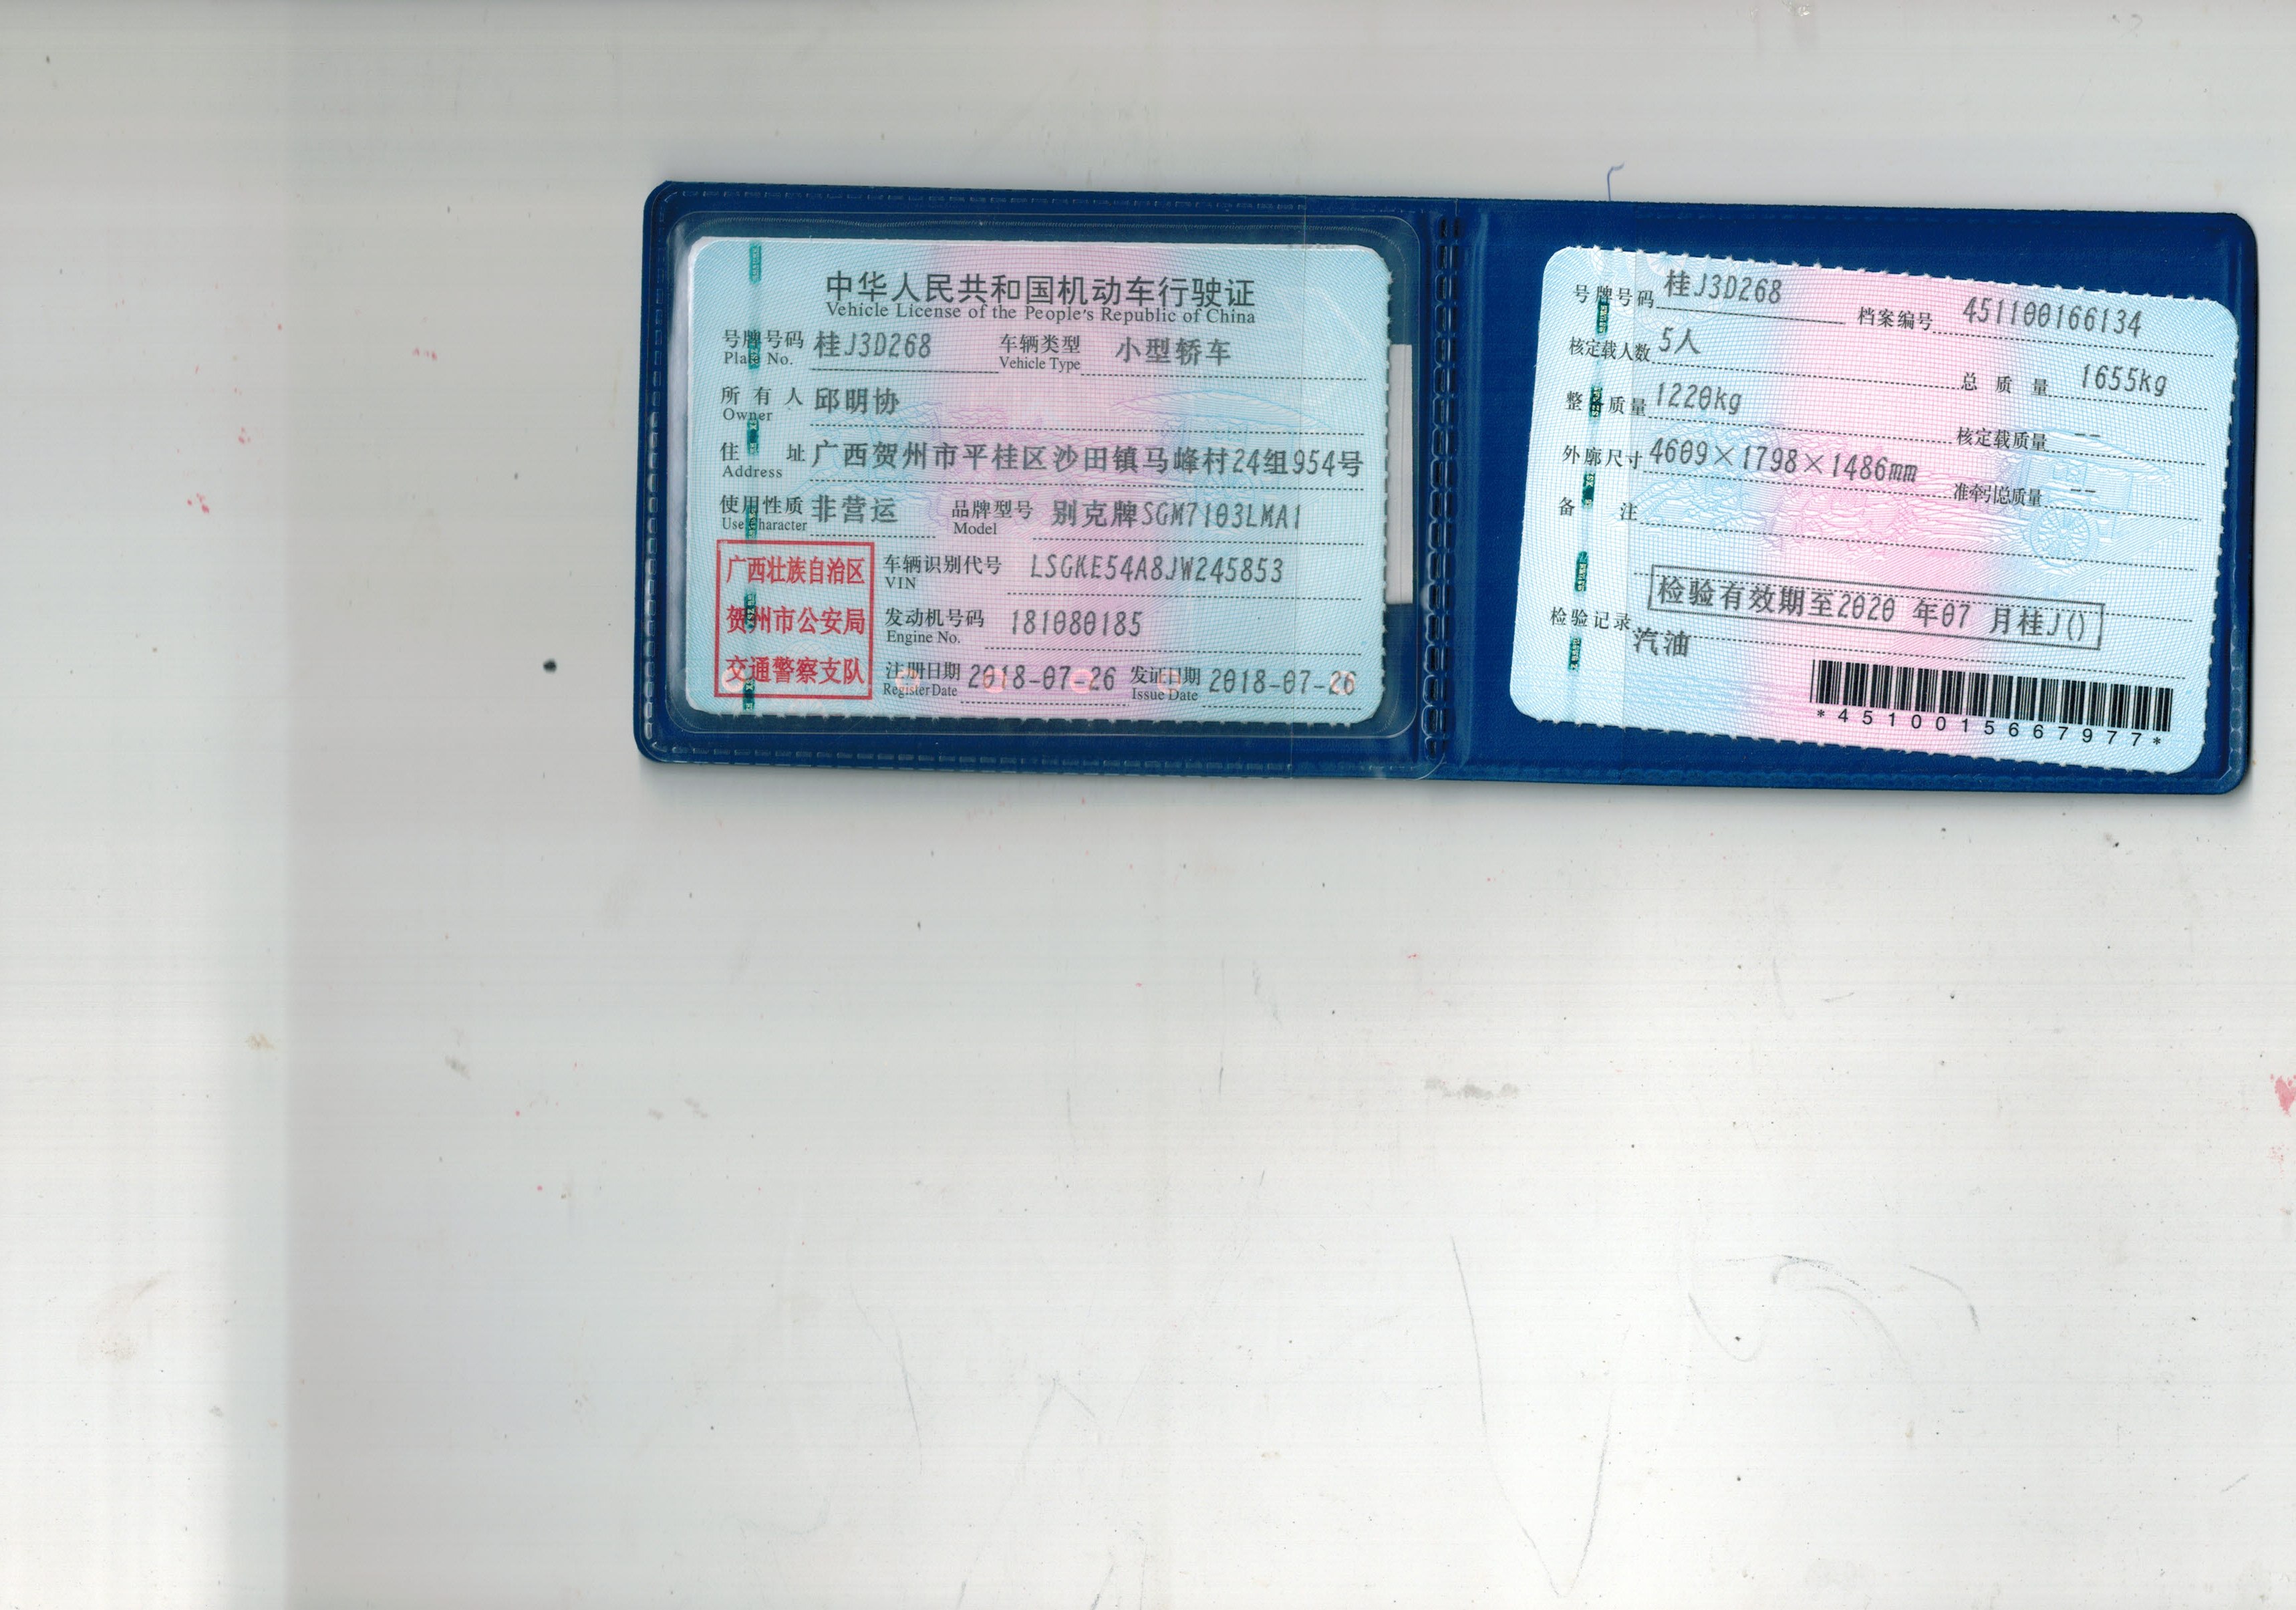 中华人民共和国机动车行驶证
Vehicle License of the People's Republic of China
号牌号码 桂J3D268 车辆类型 小型轿车
Plate No. Vehicle Type
所有人 邱明协
Owner
住址 广西贺州市平桂区沙田镇马峰村24组954号
Address
使用性质 非营运 品牌型号 别克牌SGM7103LMA1
Use Character Model
广西壮族自治区
贺州市公安局
交通警察支队
车辆识别代号 LSGKE54A8JW245853
VIN
发动机号码 181080185
Engine No.
注册日期 2018-07-26 发证日期 2018-07-26
Register Date Issue Date
号牌号码 桂J3D268 档案编号 451100166134
核定载人数 5人 总质量 1655kg
整备质量 1220kg 核定载质量 --
外廓尺寸 4609×1798×1486mm 准牵引总质量 --
备注
检验有效期至2020 年07 月桂J()
检验记录
汽油
*4510015667977*